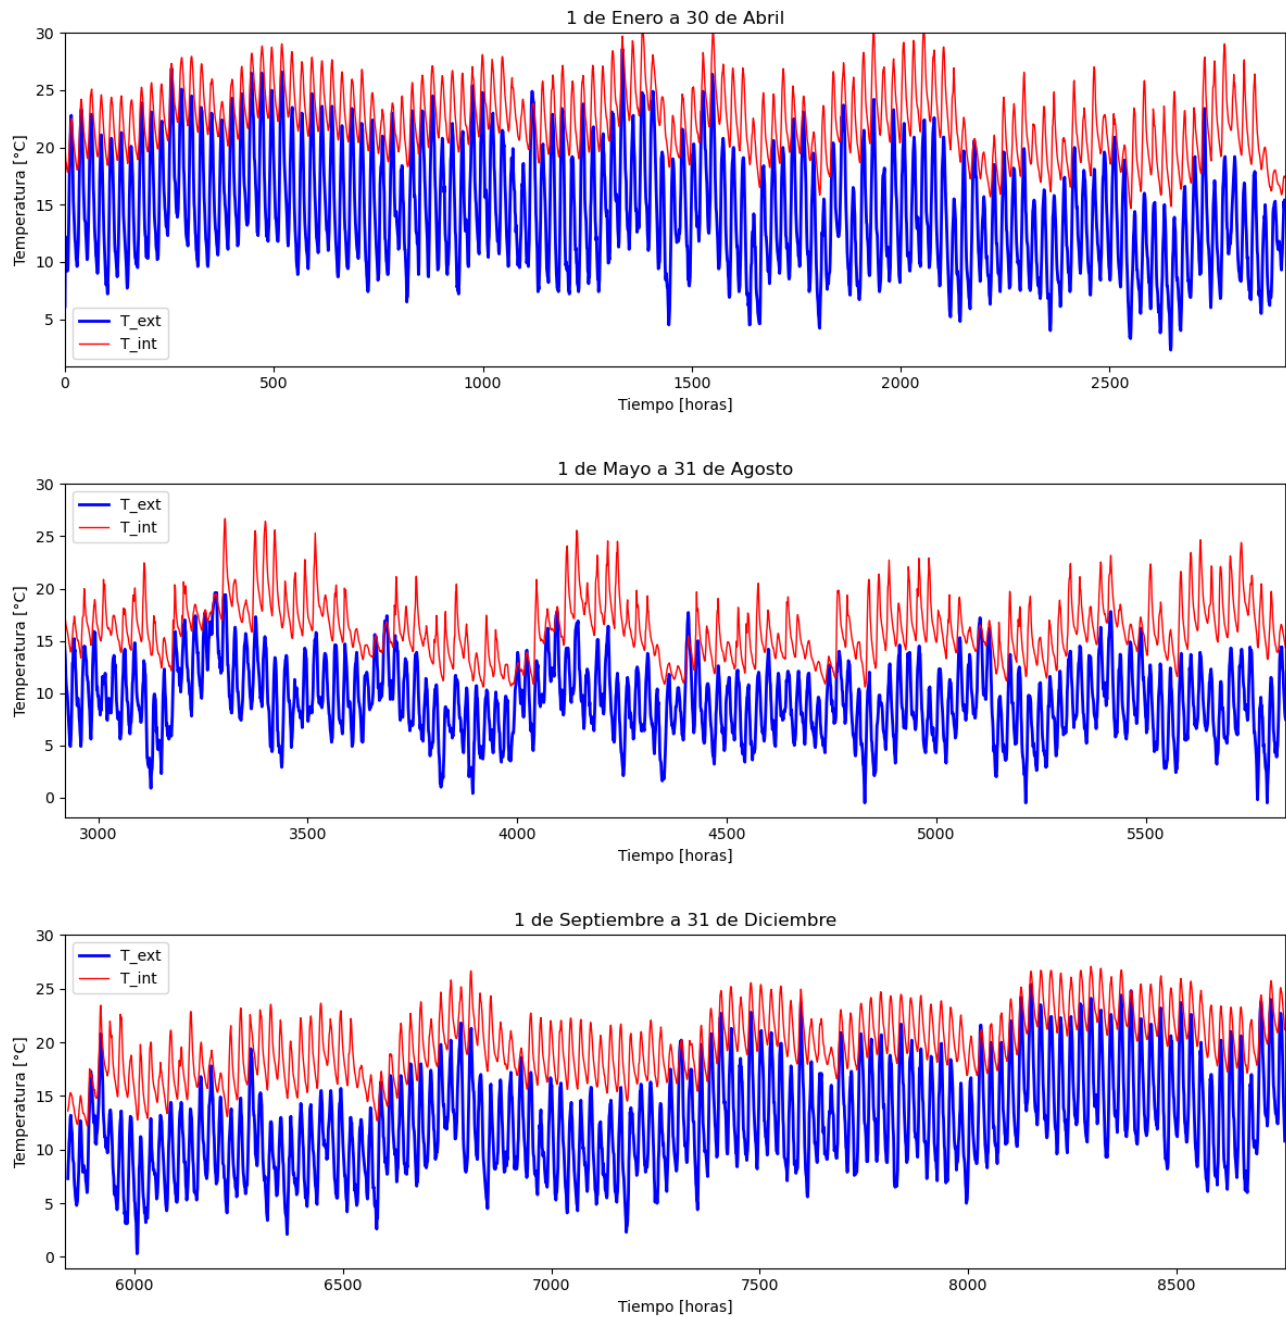 1 de Enero a 30 de Abril
30
25
20
15
10
5
Temperatura [°C]
T_ext
T_int
0 500 1000 1500 2000 2500
Tiempo [horas]
1 de Mayo a 31 de Agosto
30
25
20
15
10
5
0
Temperatura [°C]
T_ext
T_int
3000 3500 4000 4500 5000 5500
Tiempo [horas]
1 de Septiembre a 31 de Diciembre
30
25
20
15
10
5
0
Temperatura [°C]
T_ext
T_int
6000 6500 7000 7500 8000 8500
Tiempo [horas]